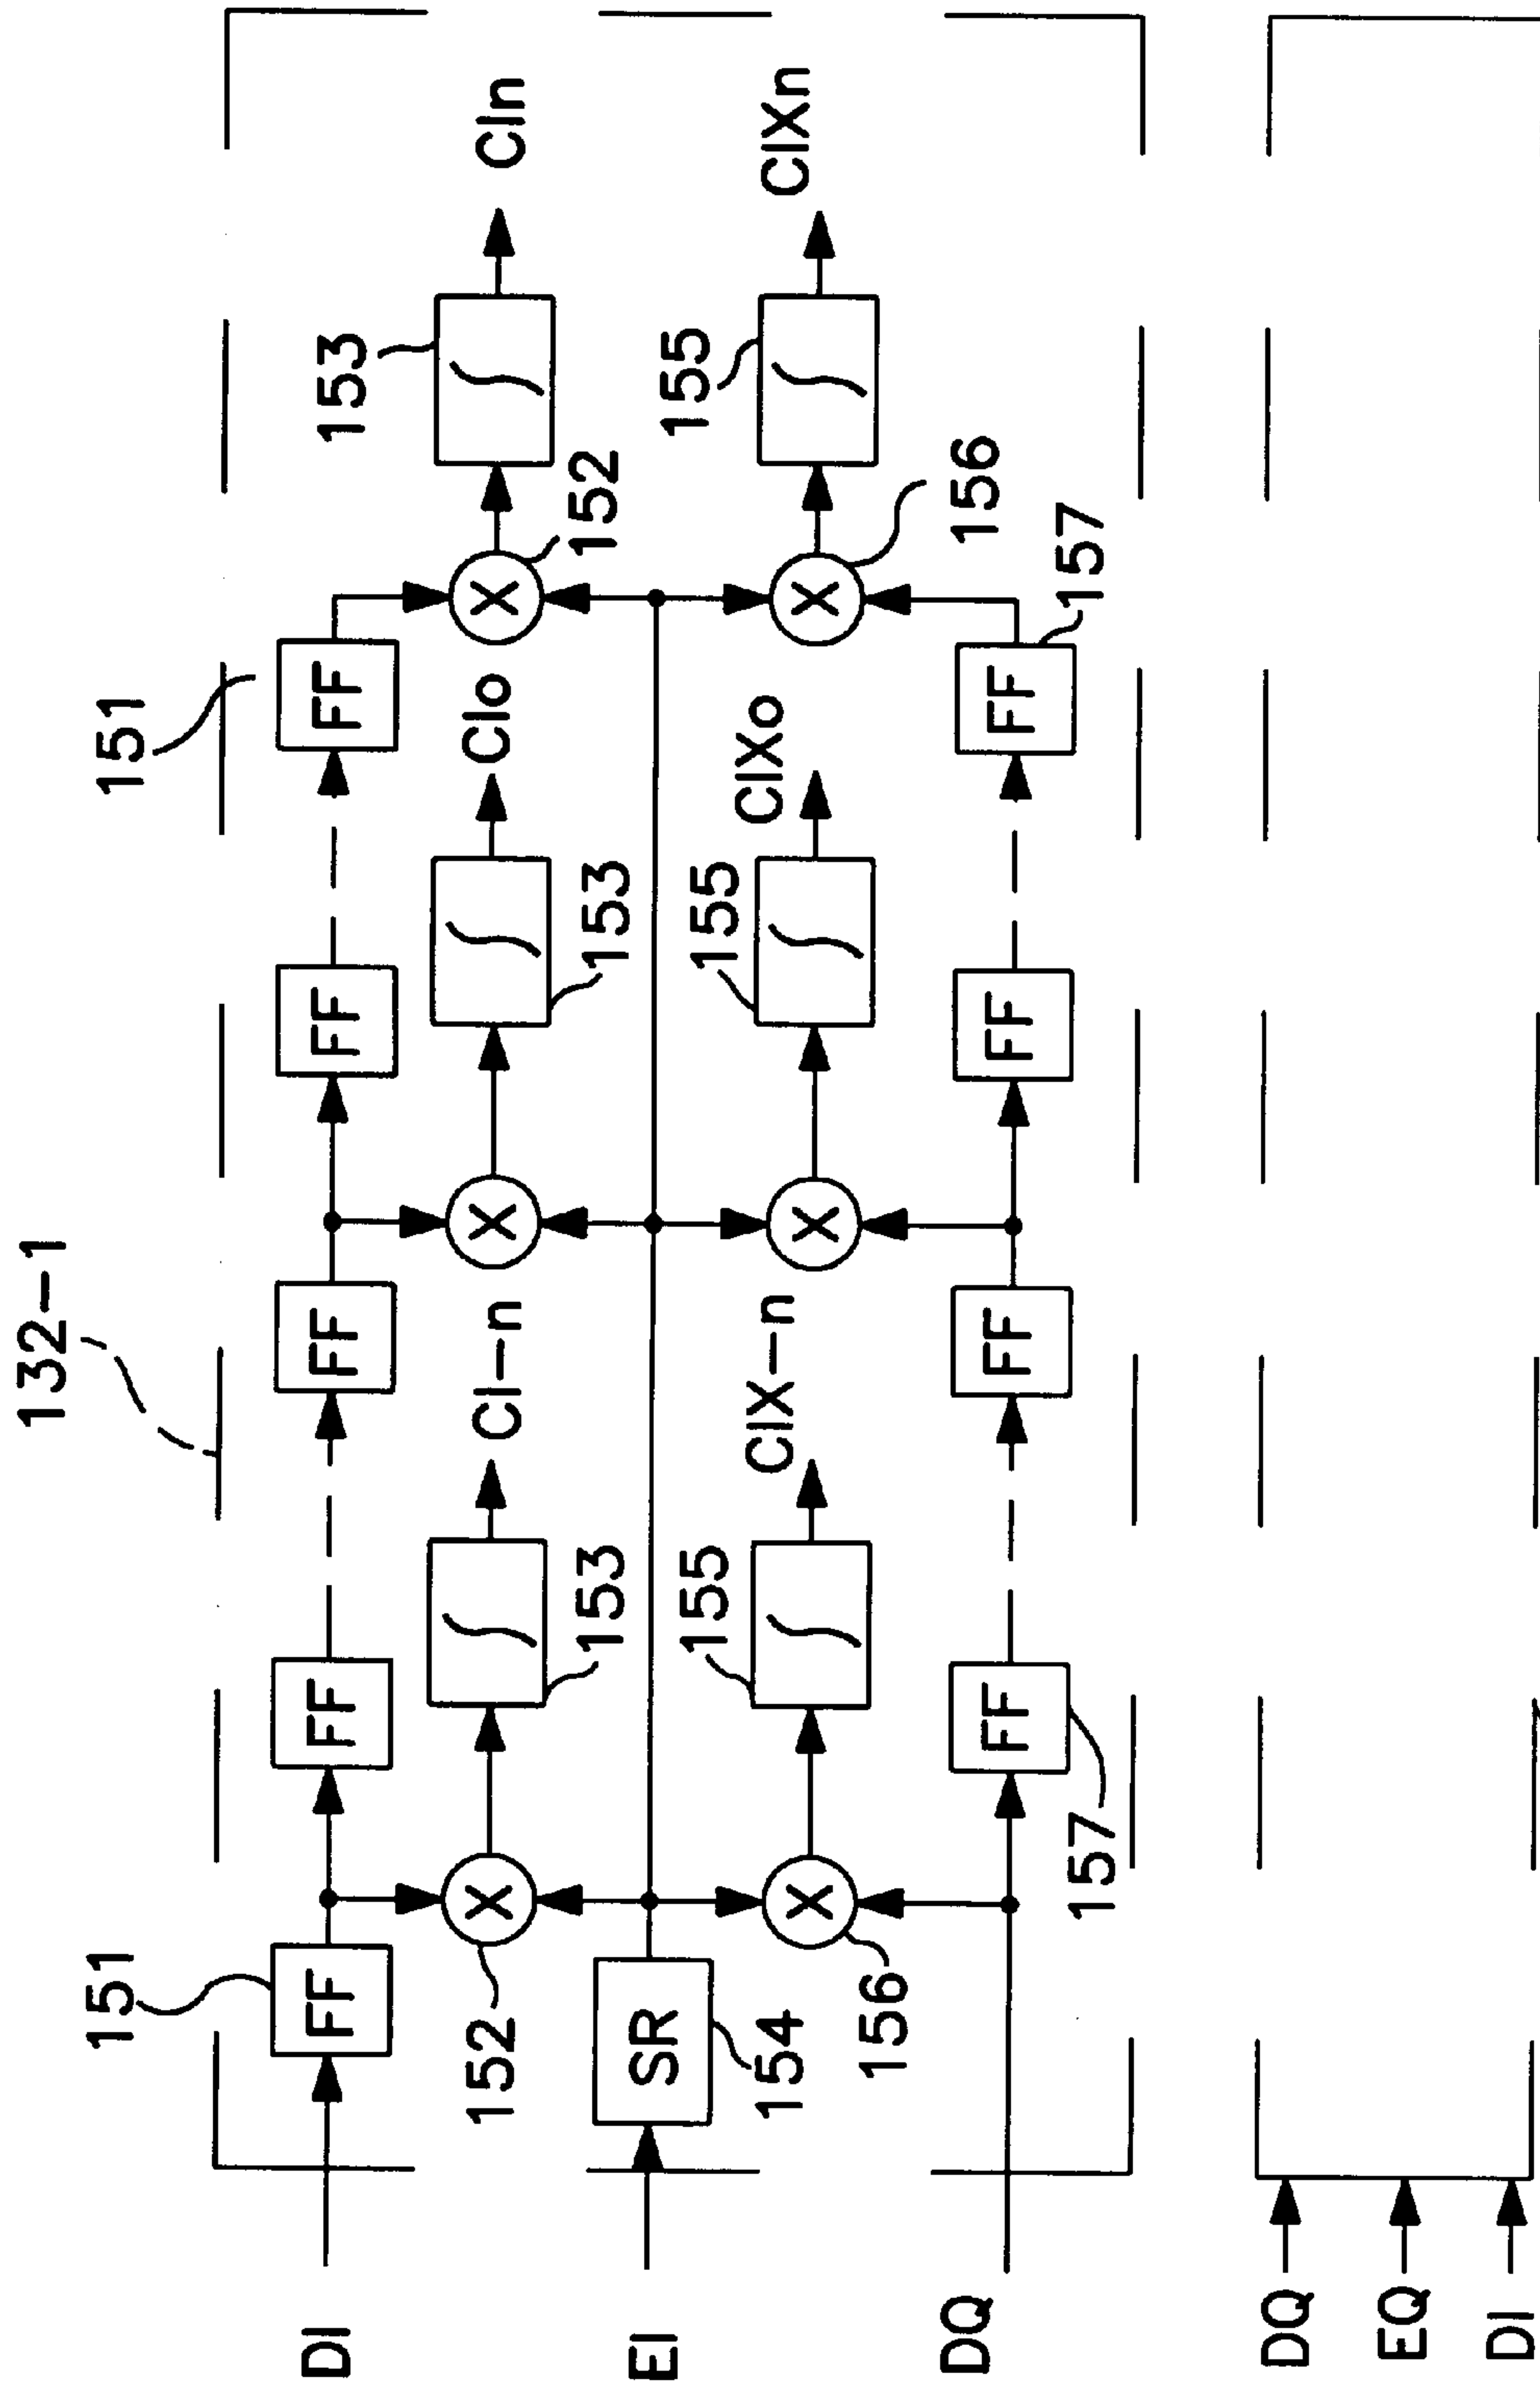 132-1
151
FF
FF
FF
FF
151
FF
153
CIn
152
X
153
CI-n
X
153
CIo
X
152
EI
SR
154
DI
156
X
155
CIX-n
X
155
CIXo
X
156
155
CIXn
DQ
FF
157
FF
FF
FF
157
DQ
EQ
DI